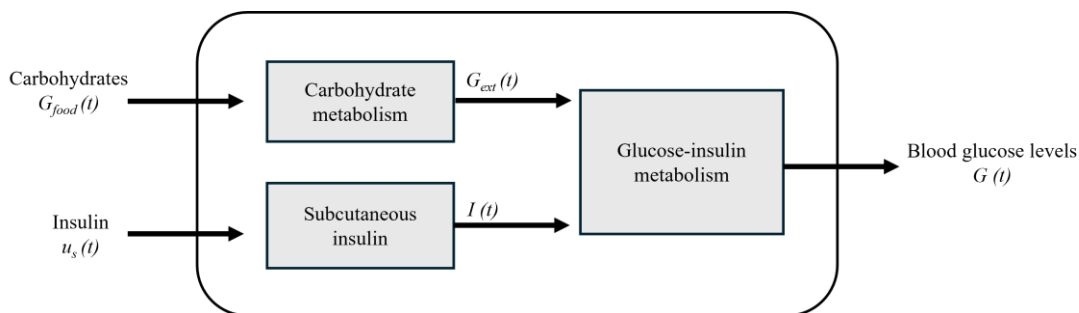 Carbohydrates
G_food (t)
Carbohydrate
metabolism
G_ext (t)
Glucose-insulin
metabolism
Blood glucose levels
G (t)
Insulin
u_s (t)
Subcutaneous
insulin
I (t)